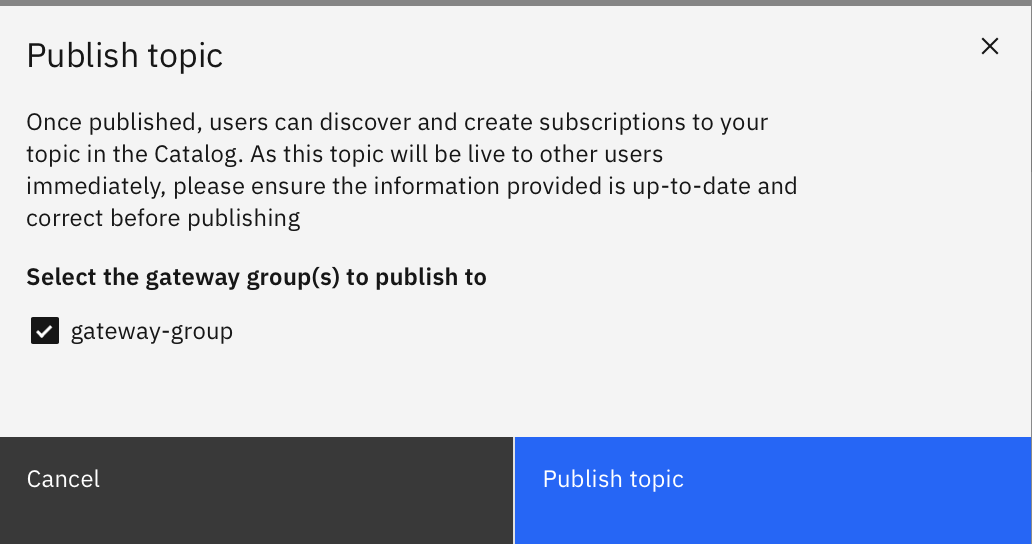 Publish topic
Once published, users can discover and create subscriptions to your
topic in the Catalog. As this topic will be live to other users
immediately, please ensure the information provided is up-to-date and
correct before publishing
Select the gateway group(s) to publish to
gateway-group
Cancel
Publish topic